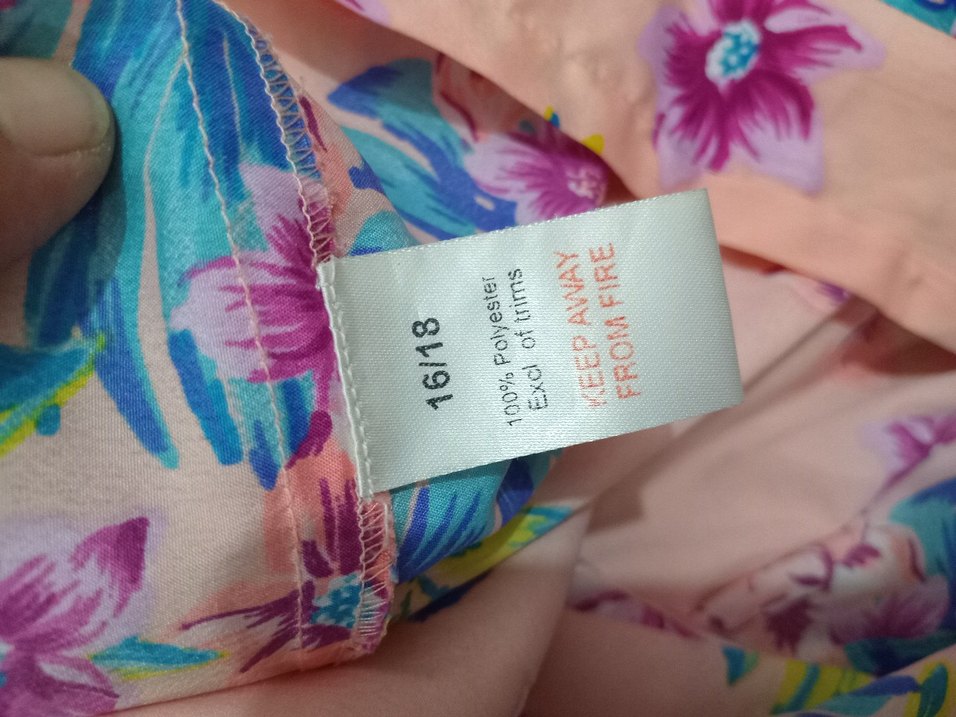 16/18
100% Polyester
Excl of trims
KEEP AWAY
FROM FIRE